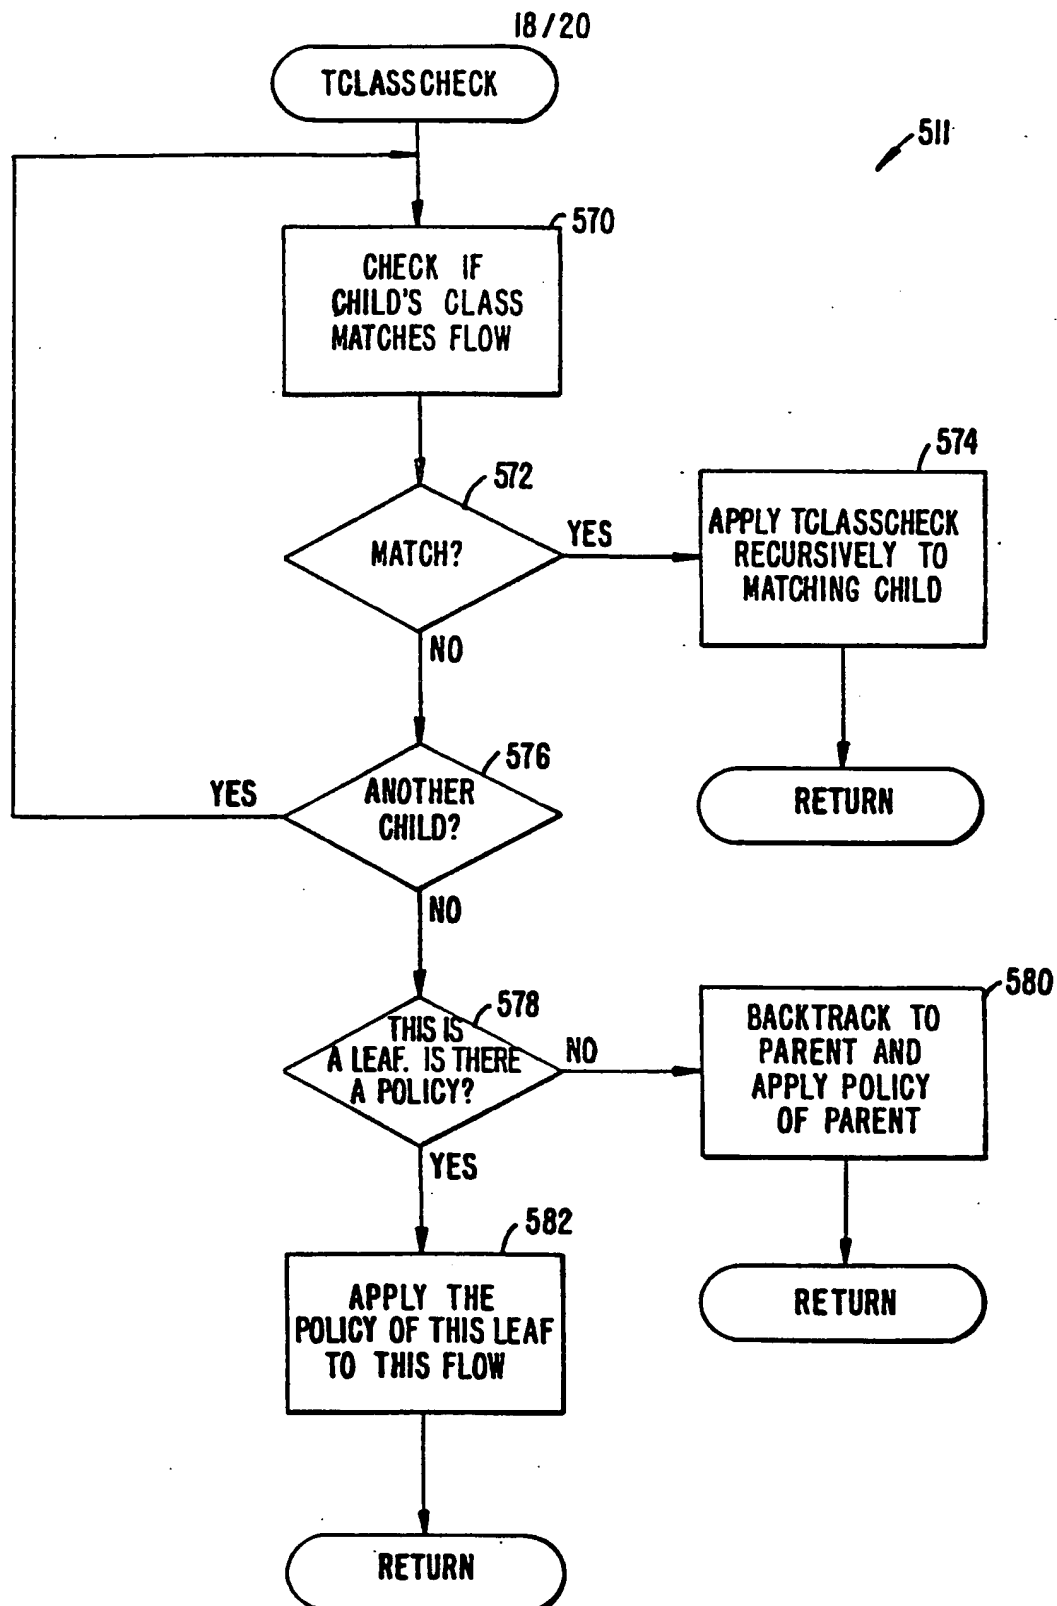 18/20
TCLASSCHECK
511
570
CHECK IF
CHILD'S CLASS
MATCHES FLOW
572
MATCH?
YES
574
APPLY TCLASSCHECK
RECURSIVELY TO
MATCHING CHILD
NO
RETURN
576
ANOTHER
CHILD?
YES
NO
578
THIS IS
A LEAF. IS THERE
A POLICY?
NO
580
BACKTRACK TO
PARENT AND
APPLY POLICY
OF PARENT
YES
RETURN
582
APPLY THE
POLICY OF THIS LEAF
TO THIS FLOW
RETURN